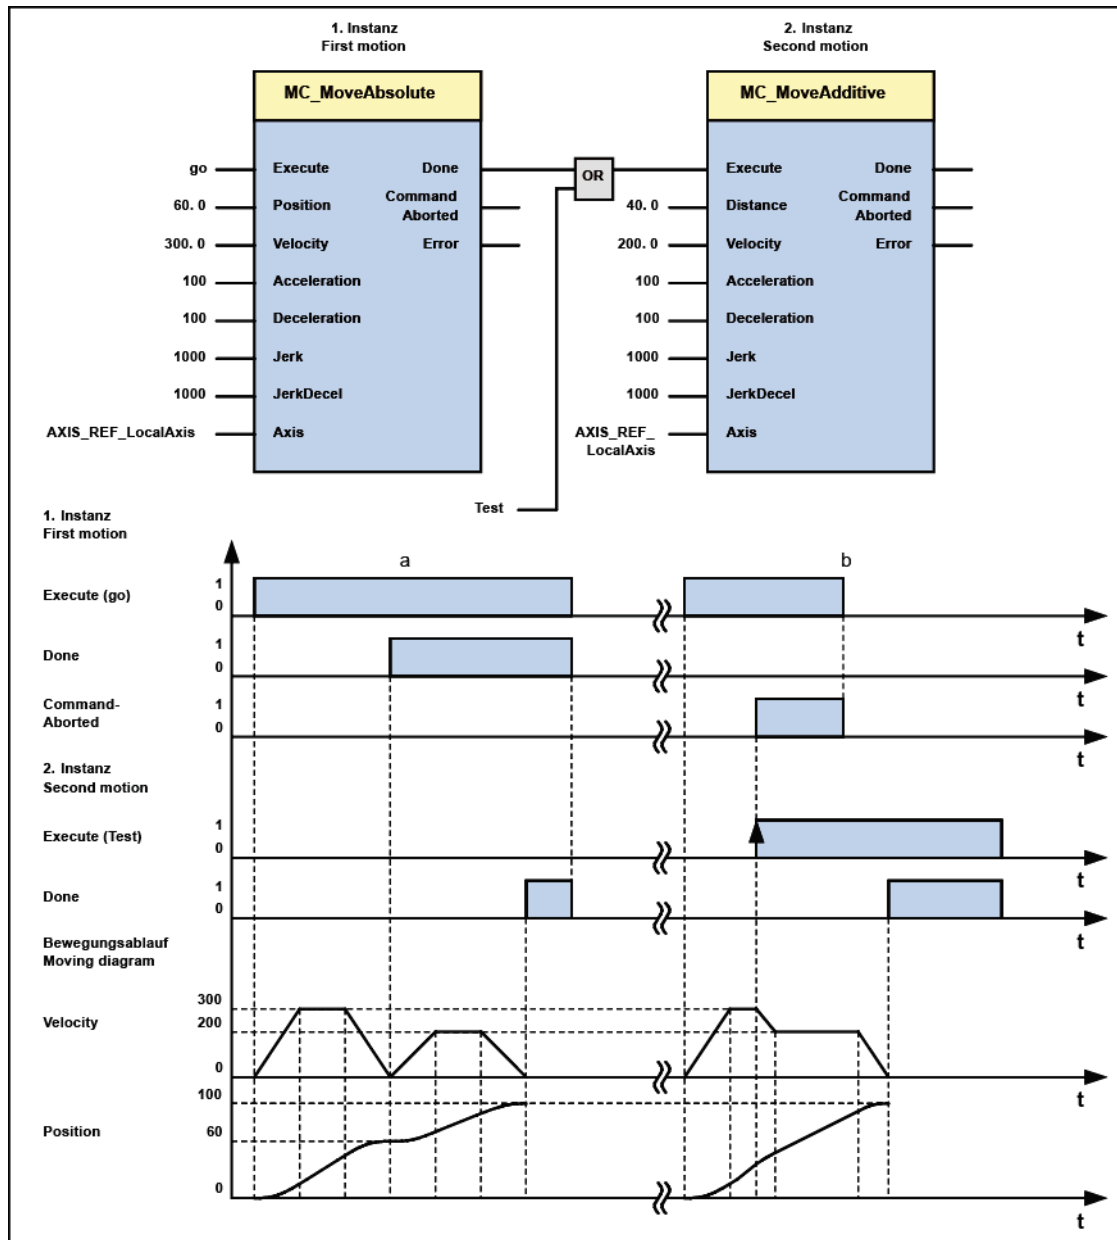 1. Instanz
First motion
2. Instanz
Second motion
MC_MoveAbsolute
MC_MoveAdditive
go
Execute
Done
OR
Execute
Done
60. 0
Position
Command
Aborted
40. 0
Distance
Command
Aborted
300. 0
Velocity
Error
200. 0
Velocity
Error
100
Acceleration
100
Acceleration
100
Deceleration
100
Deceleration
1000
Jerk
1000
Jerk
1000
JerkDecel
1000
JerkDecel
AXIS_REF_LocalAxis
Axis
AXIS_REF_
LocalAxis
Axis
Test
1. Instanz
First motion
a
b
Execute (go)
1
0
t
Done
1
0
t
Command-
Aborted
1
0
t
2. Instanz
Second motion
Execute (Test)
1
0
t
Done
1
0
t
Bewegungsablauf
Moving diagram
Velocity
300
200
0
t
Position
100
60
0
t